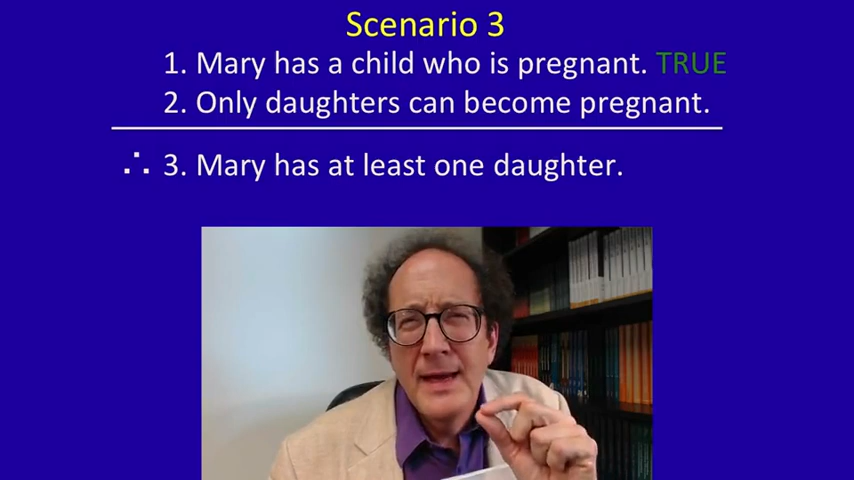 Scenario 3
1. Mary has a child who is pregnant. TRUE
2. Only daughters can become pregnant.
∴ 3. Mary has at least one daughter.